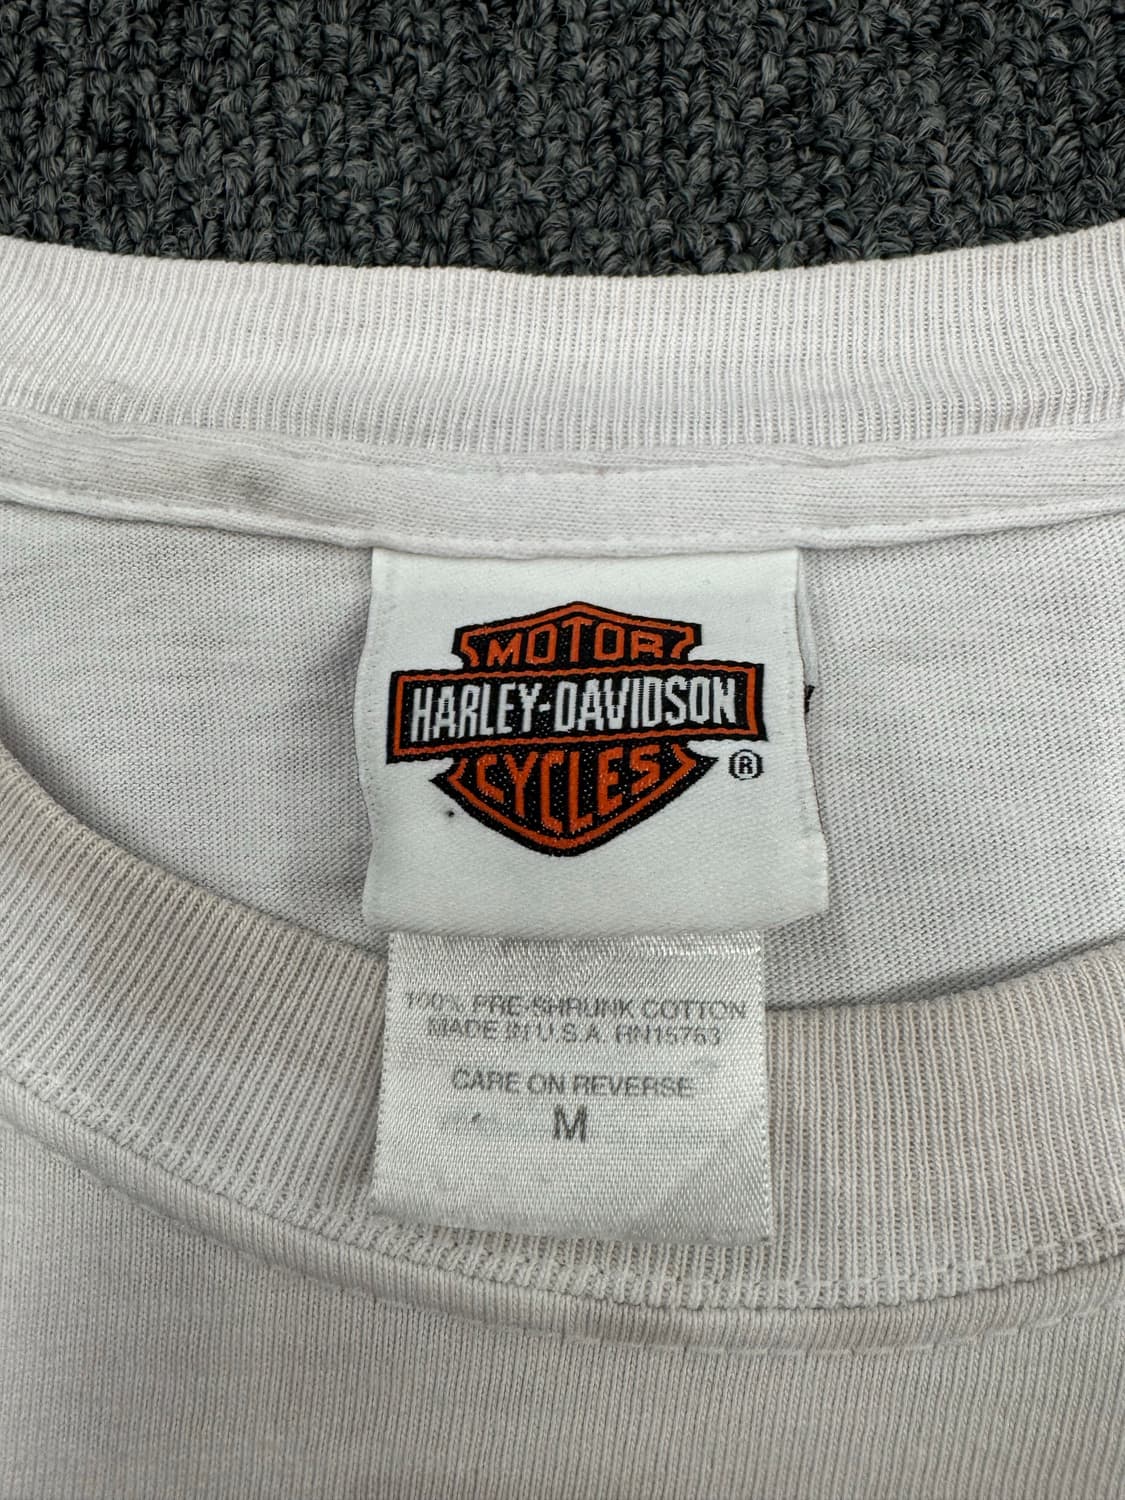 MOTOR
HARLEY-DAVIDSON
CYCLES ®
100% PRE-SHRUNK COTTON
MADE IN U.S.A. RN15763
CARE ON REVERSE
M